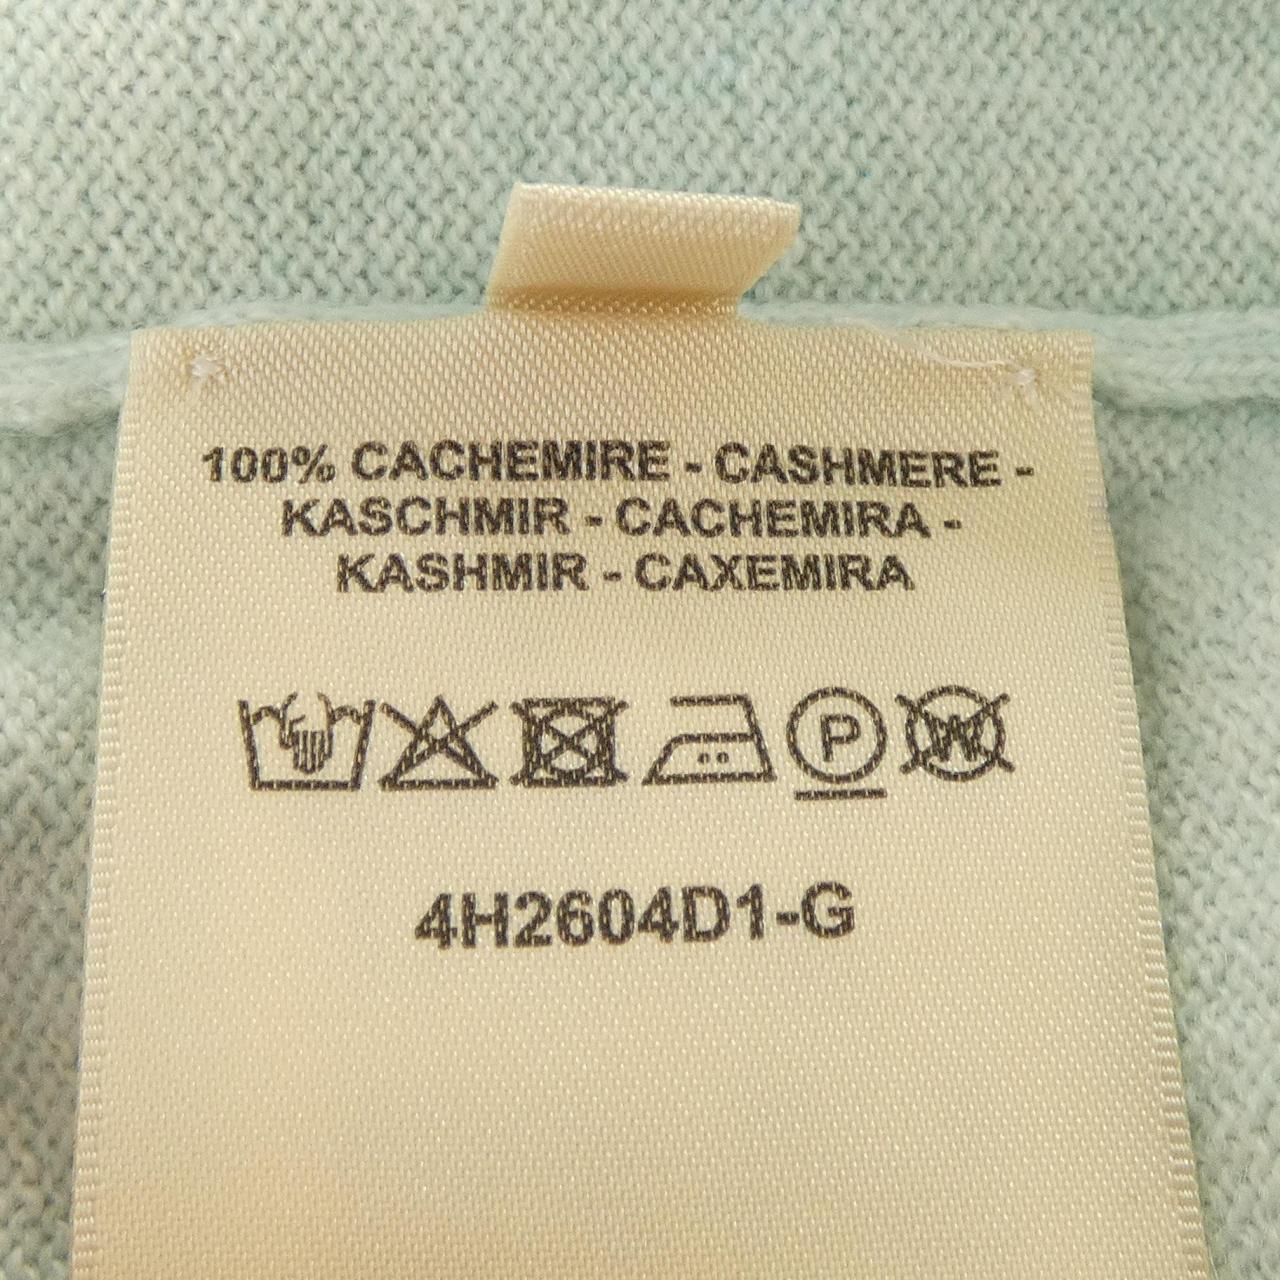 100% CACHEMIRE - CASHMERE -
KASCHMIR - CACHEMIRA -
KASHMIR - CAXEMIRA
P W
4H2604D1-G